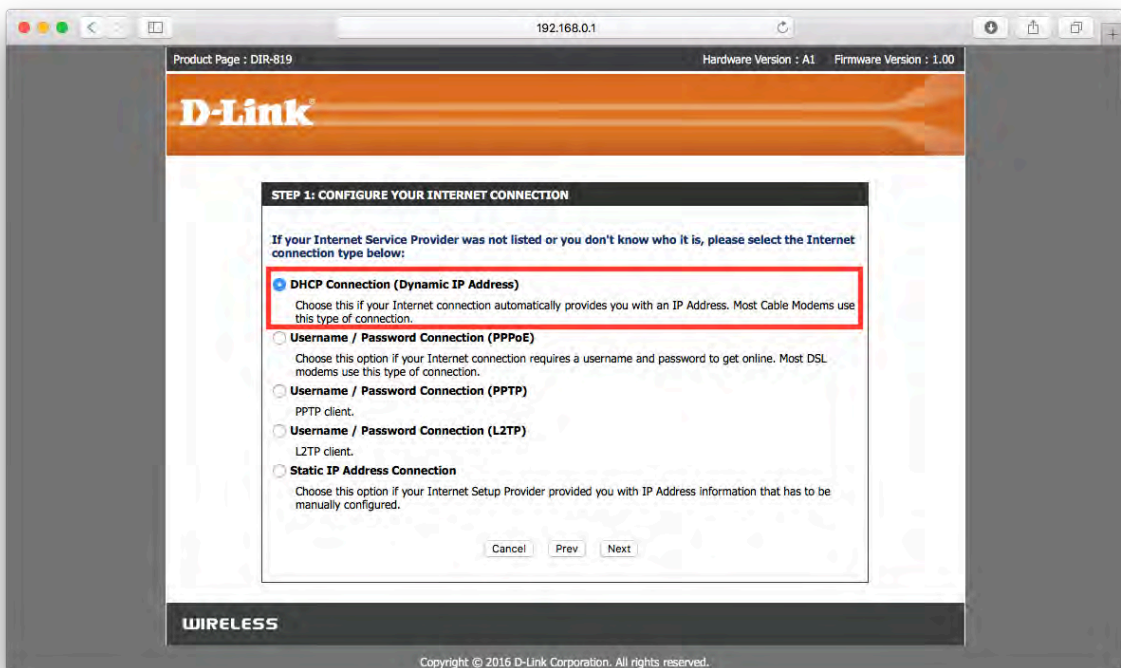 192.168.0.1
Product Page : DIR-819 Hardware Version : A1 Firmware Version : 1.00
D-Link
STEP 1: CONFIGURE YOUR INTERNET CONNECTION
If your Internet Service Provider was not listed or you don't know who it is, please select the Internet
connection type below:
DHCP Connection (Dynamic IP Address)
Choose this if your Internet connection automatically provides you with an IP Address. Most Cable Modems use
this type of connection.
Username / Password Connection (PPPoE)
Choose this option if your Internet connection requires a username and password to get online. Most DSL
modems use this type of connection.
Username / Password Connection (PPTP)
PPTP client.
Username / Password Connection (L2TP)
L2TP client.
Static IP Address Connection
Choose this option if your Internet Setup Provider provided you with IP Address information that has to be
manually configured.
Cancel Prev Next
WIRELESS
Copyright © 2016 D-Link Corporation. All rights reserved.